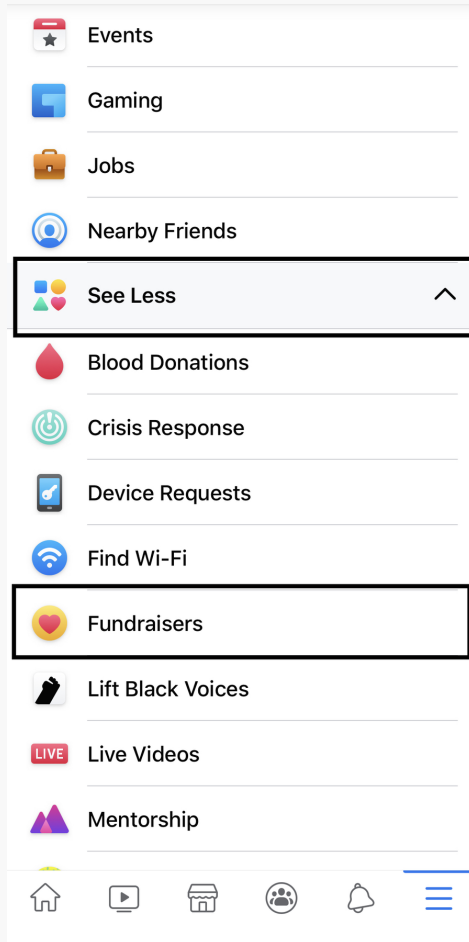 Events
Gaming
Jobs
Nearby Friends
See Less
Blood Donations
Crisis Response
Device Requests
Find Wi-Fi
Fundraisers
Lift Black Voices
LIVE Live Videos
Mentorship